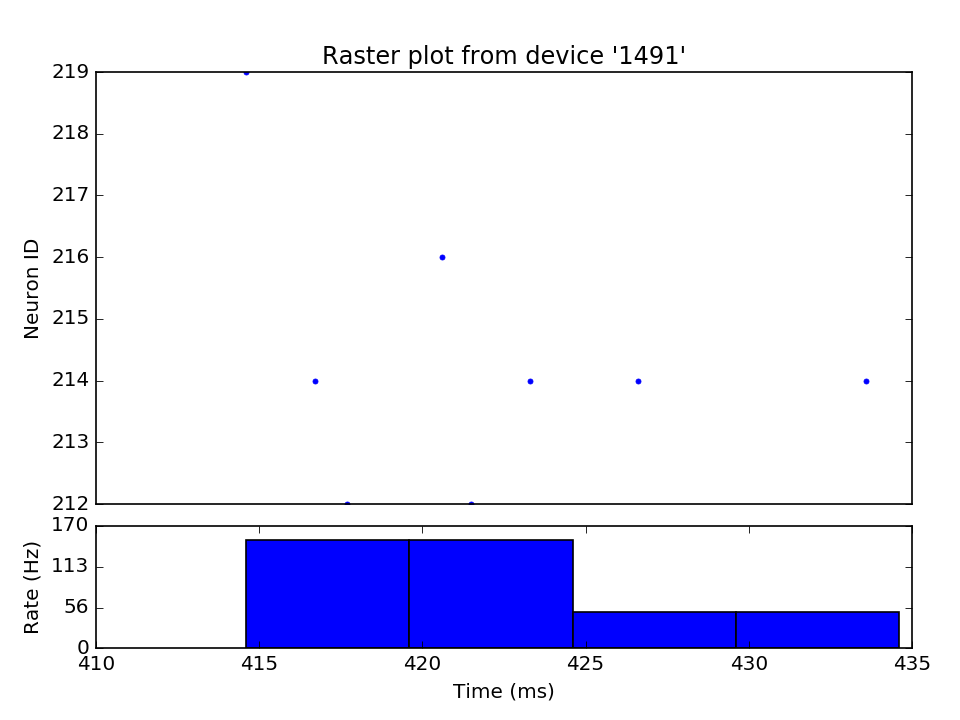 Raster plot from device '1491'
219
218
217
216
215
214
213
212
Neuron ID
170
113
56
0
Rate (Hz)
410 415 420 425 430 435
Time (ms)